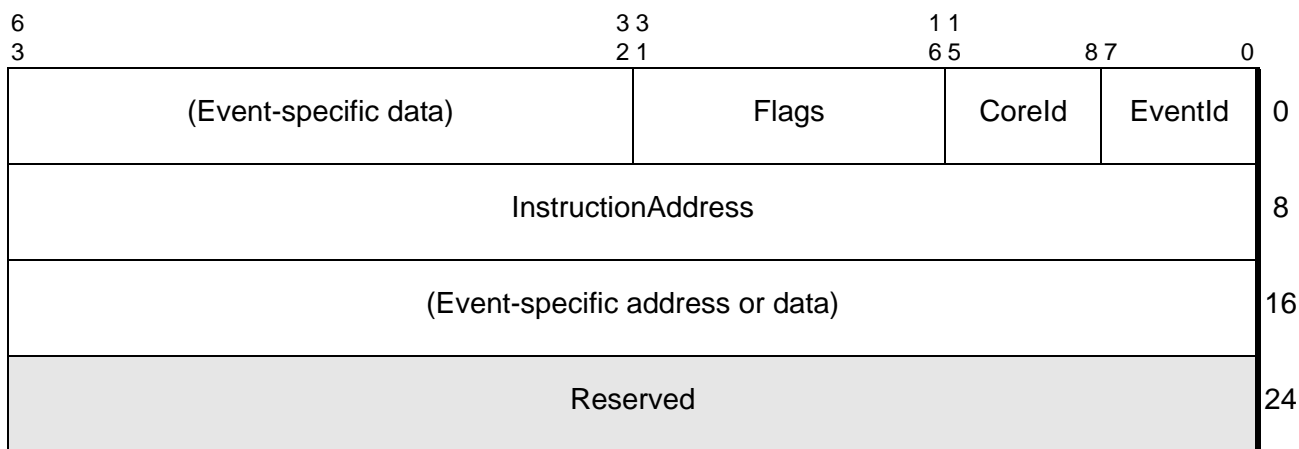 6 3 3 1 1
3 2 1 6 5 8 7 0
(Event-specific data) Flags CoreId EventId 0
InstructionAddress 8
(Event-specific address or data) 16
Reserved 24